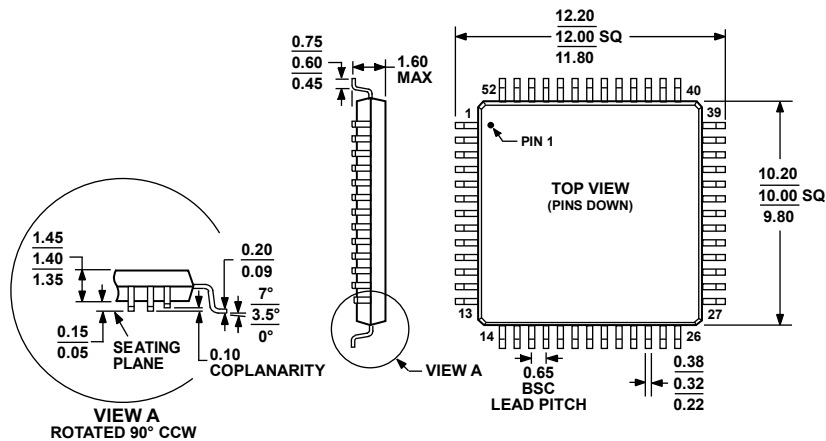 0.75
0.60
0.45
1.60
MAX
12.20
12.00 SQ
11.80
52
40
1
39
PIN 1
TOP VIEW
(PINS DOWN)
10.20
10.00 SQ
9.80
13
27
14
26
0.65
BSC
LEAD PITCH
0.38
0.32
0.22
VIEW A
1.45
1.40
1.35
0.15
0.05
SEATING
PLANE
0.20
0.09
7°
3.5°
0°
0.10
COPLANARITY
VIEW A
ROTATED 90° CCW